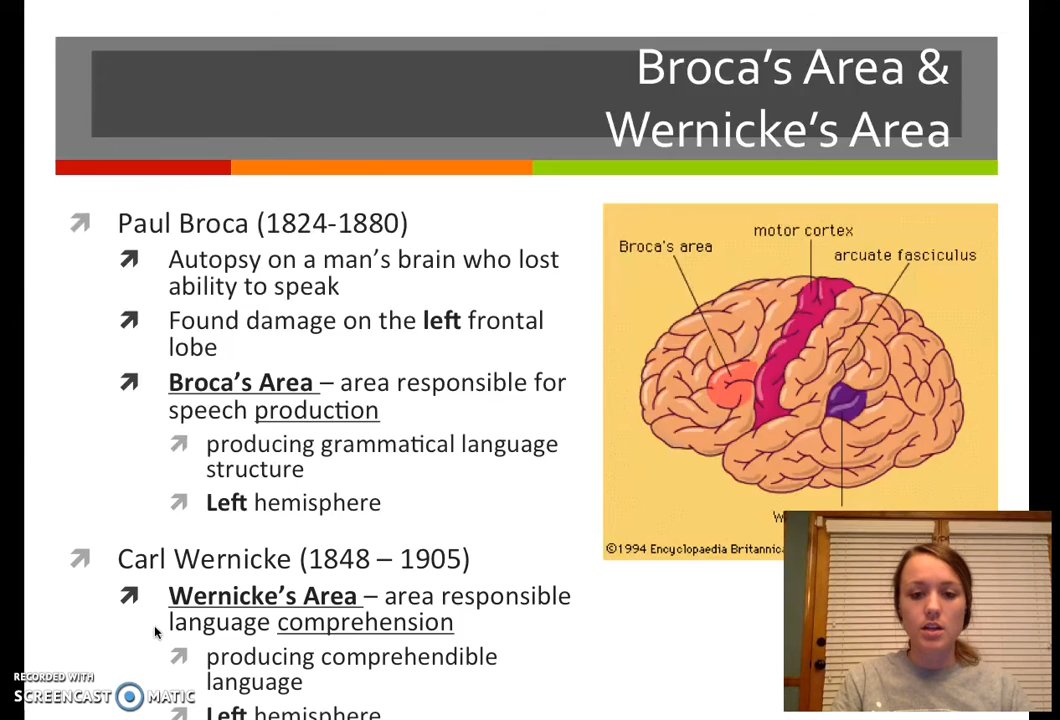 Broca's Area &
Wernicke's Area
Paul Broca (1824-1880)
Autopsy on a man's brain who lost
ability to speak
Found damage on the left frontal
lobe
Broca's Area – area responsible for
speech production
producing grammatical language
structure
Left hemisphere
Carl Wernicke (1848 – 1905)
Wernicke's Area – area responsible
language comprehension
producing comprehendible
language
Left hemisphere
motor cortex
Broca's area
arcuate fasciculus
©1994 Encyclopaedia Britannica
RECORDED WITH
SCREENCAST MATIC